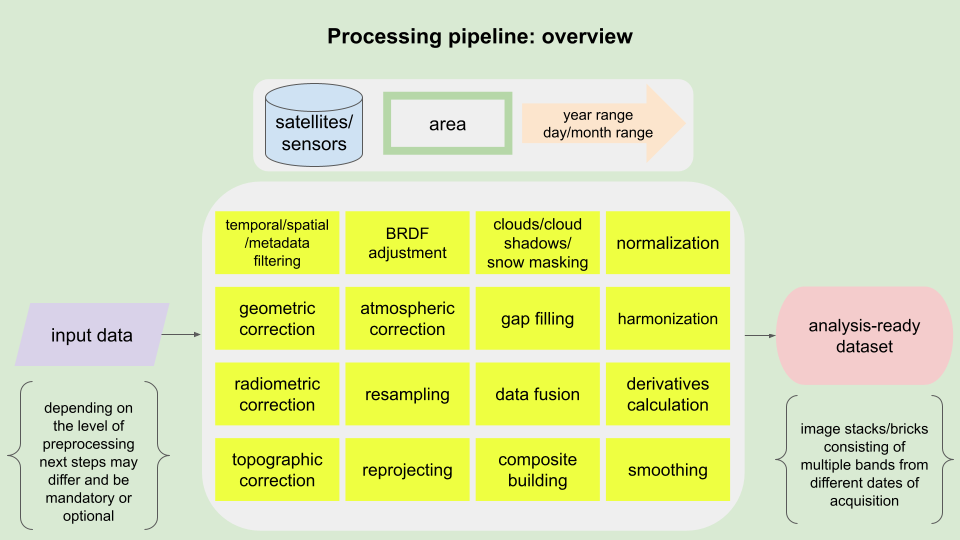 Processing pipeline: overview
satellites/
sensors
area
year range
day/month range
temporal/spatial
/metadata
filtering
BRDF
adjustment
clouds/cloud
shadows/
snow masking
normalization
geometric
correction
atmospheric
correction
gap filling
harmonization
radiometric
correction
resampling
data fusion
derivatives
calculation
topographic
correction
reprojecting
composite
building
smoothing
input data
depending on
the level of
preprocessing
next steps may
differ and be
mandatory or
optional
analysis-ready
dataset
image stacks/bricks
consisting of
multiple bands from
different dates of
acquisition